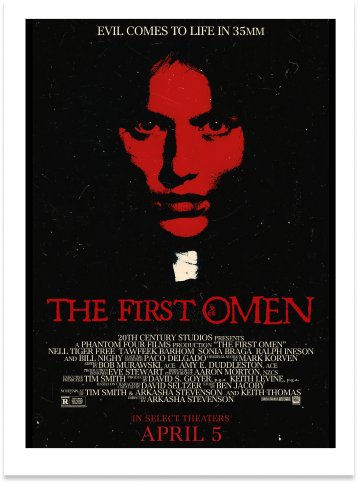 EVIL COMES TO LIFE IN 35MM
THE FIRST OMEN
20TH CENTURY STUDIOS PRESENTS
A PHANTOM FOUR FILMS PRODUCTION "THE FIRST OMEN"
NELL TIGER FREE TAWFEEK BARHOM SONIA BRAGA RALPH INESON
AND BILL NIGHY PACO DELGADO MARK KORVEN
BOB MURAWSKI, ACE AMY E. DUDDLESTON, ACE
EVE STEWART AARON MORTON, NZCS
TIM SMITH DAVID S. GOYER, p.g.a. KEITH LEVINE, p.g.a.
DAVID SELTZER BEN JACOBY
TIM SMITH & ARKASHA STEVENSON AND KEITH THOMAS
ARKASHA STEVENSON
R
IN SELECT THEATERS
APRIL 5